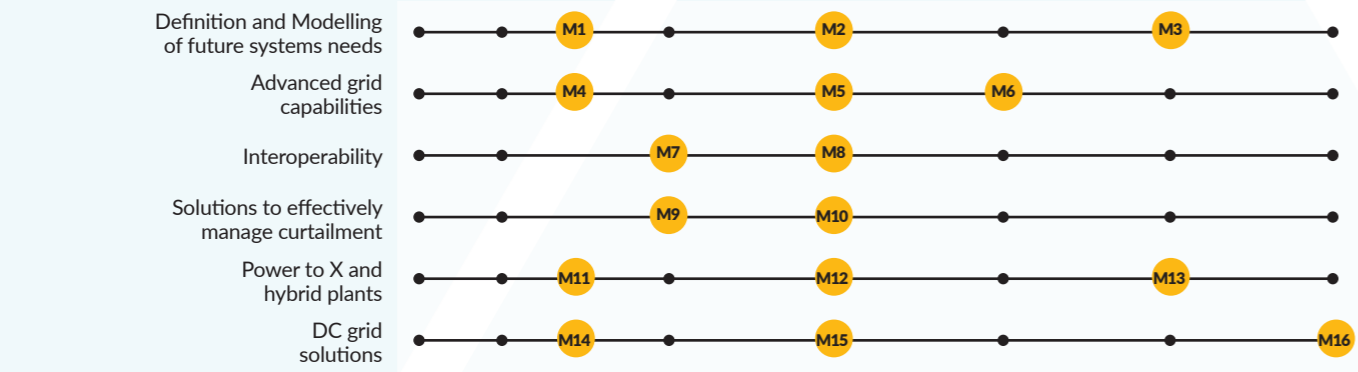 Definition and Modelling
of future systems needs
M1 M2 M3
Advanced grid
capabilities
M4 M5 M6
Interoperability
M7 M8
Solutions to effectively
manage curtailment
M9 M10
Power to X and
hybrid plants
M11 M12 M13
DC grid
solutions
M14 M15 M16